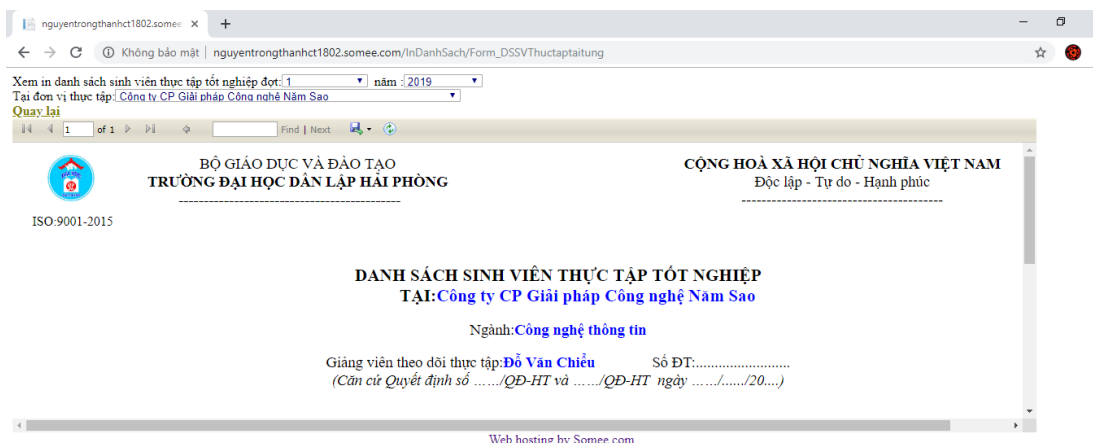 nguyentrongthanhct1802.somee
Không bảo mật | nguyentrongthanhct1802.somee.com/InDanhSach/Form_DSSVThuctaptaitung
Xem in danh sách sinh viên thực tập tốt nghiệp đợt: 1 năm : 2019
Tại đơn vị thực tập: Công ty CP Giải pháp Công nghệ Năm Sao
Quay lại
1 of 1 Find | Next
BỘ GIÁO DỤC VÀ ĐÀO TẠO
TRƯỜNG ĐẠI HỌC DÂN LẬP HẢI PHÒNG
--------------------------------------------
CỘNG HOÀ XÃ HỘI CHỦ NGHĨA VIỆT NAM
Độc lập - Tự do - Hạnh phúc
----------------------------------------
ISO:9001-2015
DANH SÁCH SINH VIÊN THỰC TẬP TỐT NGHIỆP
TẠI:Công ty CP Giải pháp Công nghệ Năm Sao
Ngành:Công nghệ thông tin
Giảng viên theo dõi thực tập:Đỗ Văn Chiểu Số ĐT:.........................
(Căn cứ Quyết định số ….../QĐ-HT và ….../QĐ-HT ngày ….../....../20....)
Web hosting by Somee.com